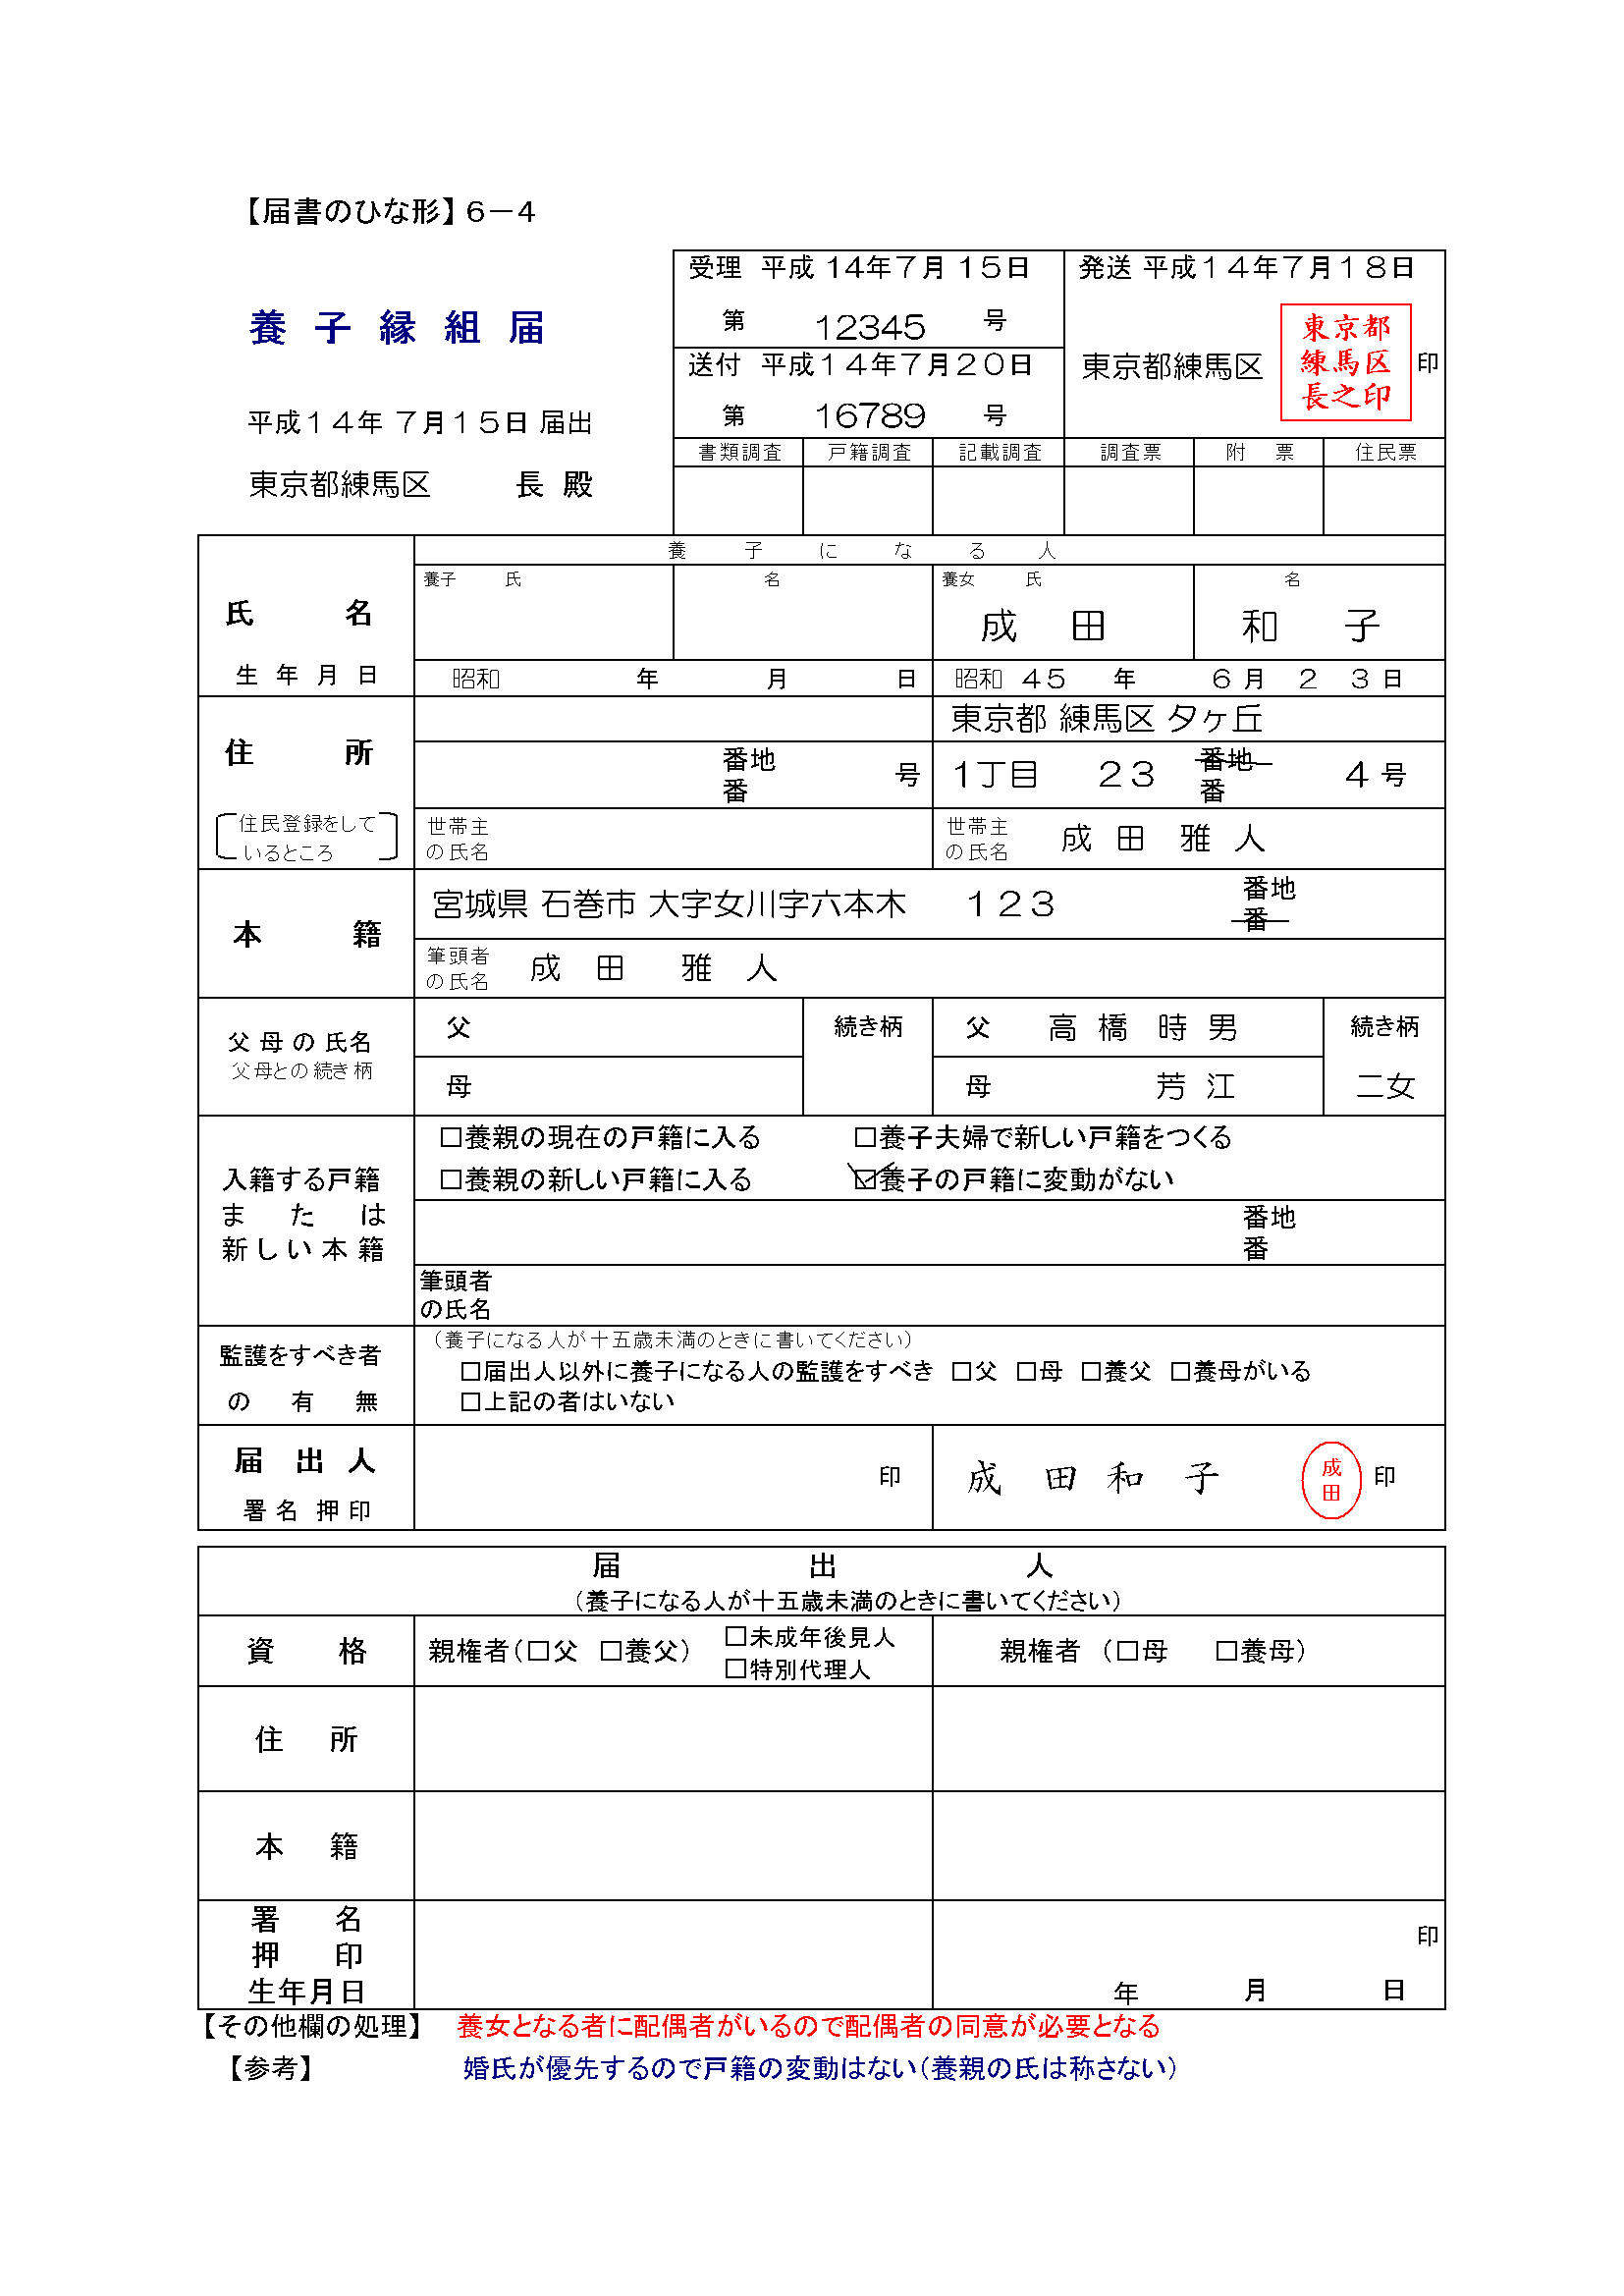 【届書のひな形】６－４
養子縁組届
平成１４年 ７月１５日 届出
東京都練馬区 長 殿
受理 平成 14年７月 １５日
第 12345 号
送付 平成１４年７月２０日
第 16789 号
発送 平成１４年７月１８日
東京都練馬区 印
東京都
練馬区
長之印
書類調査 戸籍調査 記載調査 調査票 附 票 住民票
養子になる人
氏 名
養子 氏 名 養女 氏 名
成 田 和 子
生年月日
昭和 年 月 日 昭和 ４５ 年 ６月 ２３日
住 所
東京都 練馬区 夕ヶ丘
番地
番 号
１丁目 ２３ 番地
番 ４号
住民登録をして
いるところ
世帯主
の氏名
世帯主
の氏名 成田 雅人
本 籍
宮城県 石巻市 大字女川字六本木 １２３ 番地
番
筆頭者
の氏名 成田 雅人
父母の氏名
父母との続き柄
父 続き柄 父 高橋時男 続き柄
母 母 芳江 二女
入籍する戸籍
または
新しい本籍
□養親の現在の戸籍に入る □養子夫婦で新しい戸籍をつくる
□養親の新しい戸籍に入る ☑養子の戸籍に変動がない
番地
番
筆頭者
の氏名
監護をすべき者
の有無
（養子になる人が十五歳未満のときに書いてください）
□届出人以外に養子になる人の監護をすべき □父 □母 □養父 □養母がいる
□上記の者はいない
届出人
署名押印
印 成田和子 成田 印
届出人
（養子になる人が十五歳未満のときに書いてください）
資 格 親権者（□父 □養父） □未成年後見人
□特別代理人 親権者 （□母 □養母）
住 所
本 籍
署 名
押 印
生年月日
印
年 月 日
【その他欄の処理】 養女となる者に配偶者がいるので配偶者の同意が必要となる
【参考】 婚氏が優先するので戸籍の変動はない（養親の氏は称さない）